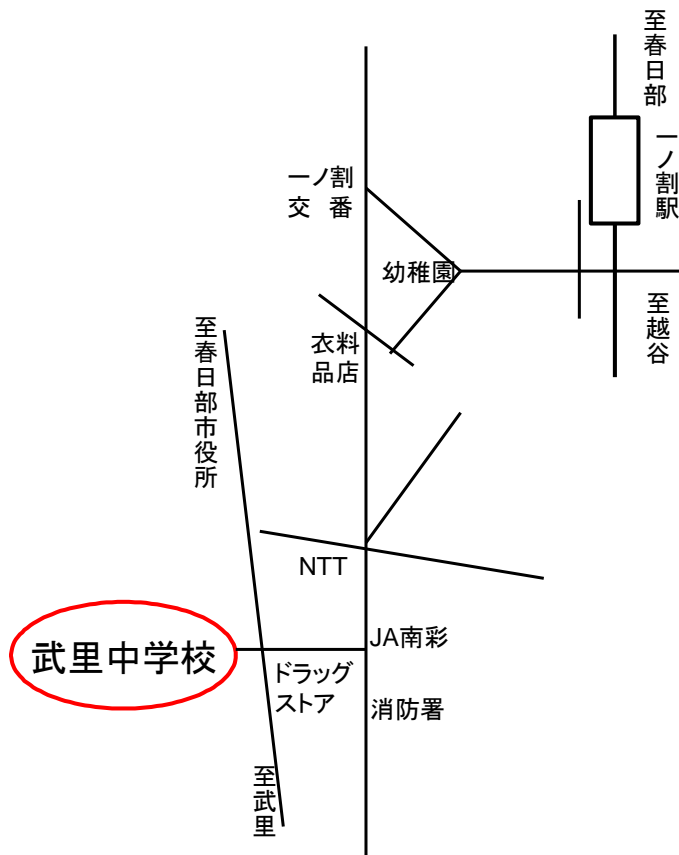 至春日部
一ノ割駅
一ノ割
交　番
幼稚園
至越谷
至春日部市役所
衣料
品店
NTT
JA南彩
武里中学校
ドラッグ
ストア
消防署
至武里